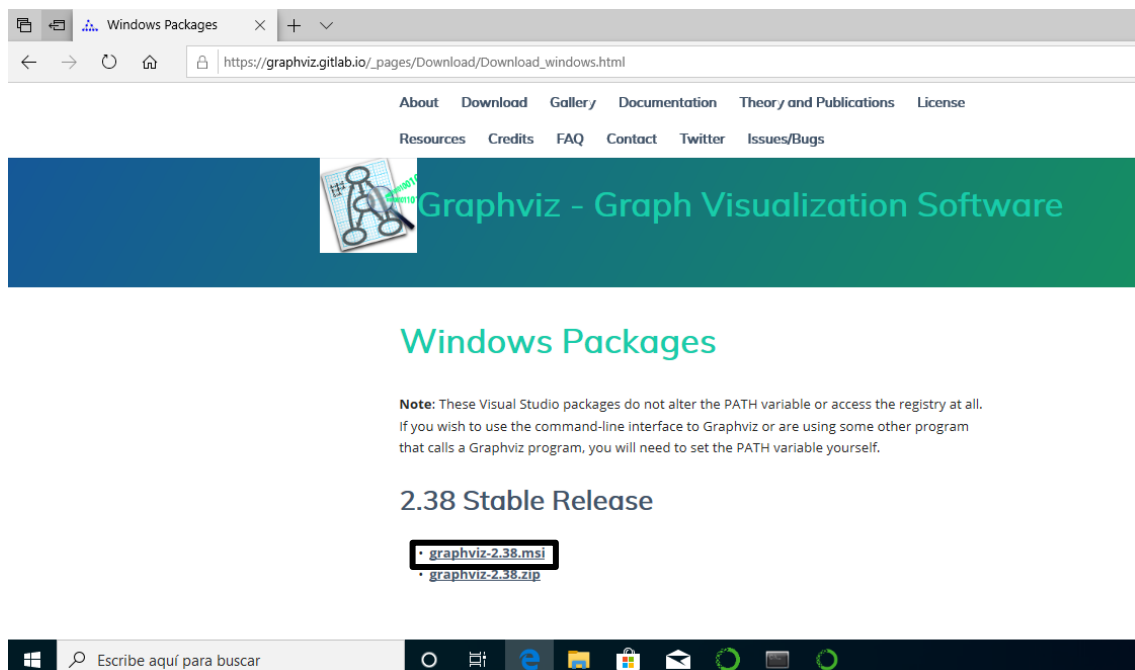 Windows Packages
https://graphviz.gitlab.io/_pages/Download/Download_windows.html
About Download Gallery Documentation Theory and Publications License
Resources Credits FAQ Contact Twitter Issues/Bugs
Graphviz - Graph Visualization Software
Windows Packages
Note: These Visual Studio packages do not alter the PATH variable or access the registry at all.
If you wish to use the command-line interface to Graphviz or are using some other program
that calls a Graphviz program, you will need to set the PATH variable yourself.
2.38 Stable Release
• graphviz-2.38.msi
• graphviz-2.38.zip
Escribe aquí para buscar